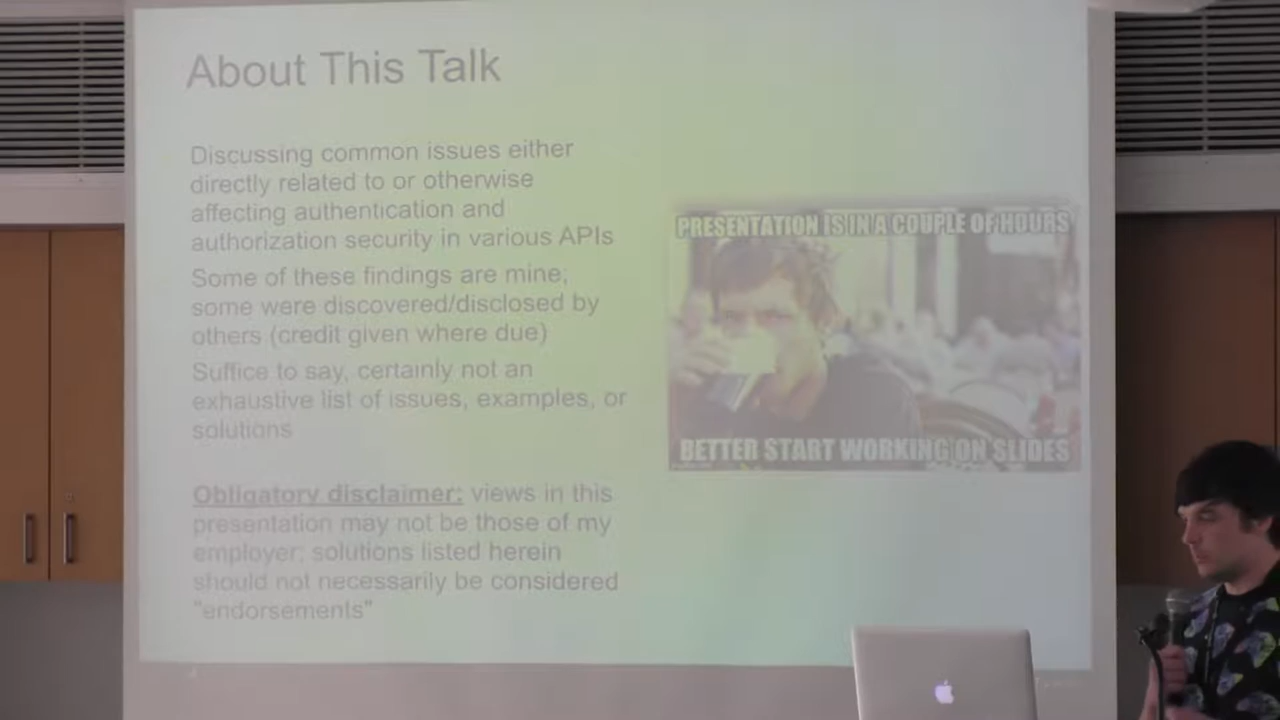 About This Talk
Discussing common issues either
directly related to or otherwise
affecting authentication and
authorization security in various APIs
Some of these findings are mine;
some were discovered/disclosed by
others (credit given where due)
Suffice to say, certainly not an
exhaustive list of issues, examples, or
solutions
Obligatory disclaimer: views in this
presentation may not be those of my
employer; solutions listed herein
should not necessarily be considered
"endorsements"
PRESENTATION IS IN A COUPLE OF HOURS
BETTER START WORKING ON SLIDES